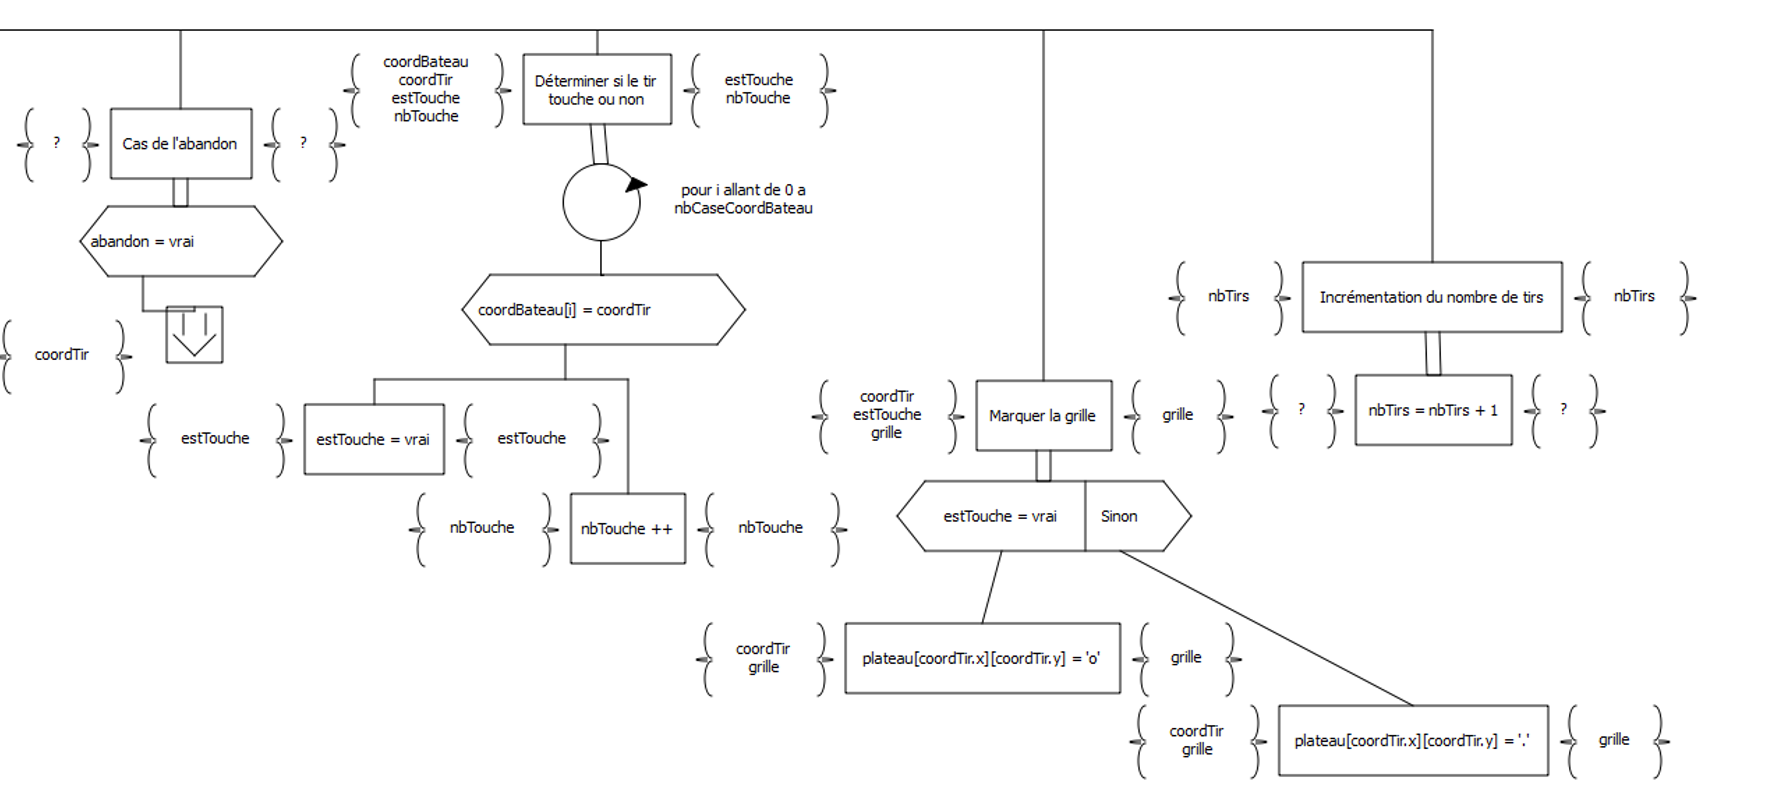 coordBateau
coordTir
estTouche
nbTouche
Déterminer si le tir
touche ou non
estTouche
nbTouche
?
Cas de l'abandon
?
pour i allant de 0 a
nbCaseCoordBateau
abandon = vrai
coordBateau[i] = coordTir
nbTirs
Incrémentation du nombre de tirs
nbTirs
coordTir
estTouche
estTouche = vrai
estTouche
coordTir
estTouche
grille
Marquer la grille
grille
?
nbTirs = nbTirs + 1
?
nbTouche
nbTouche ++
nbTouche
estTouche = vrai
Sinon
coordTir
grille
plateau[coordTir.x][coordTir.y] = 'o'
grille
coordTir
grille
plateau[coordTir.x][coordTir.y] = '.'
grille